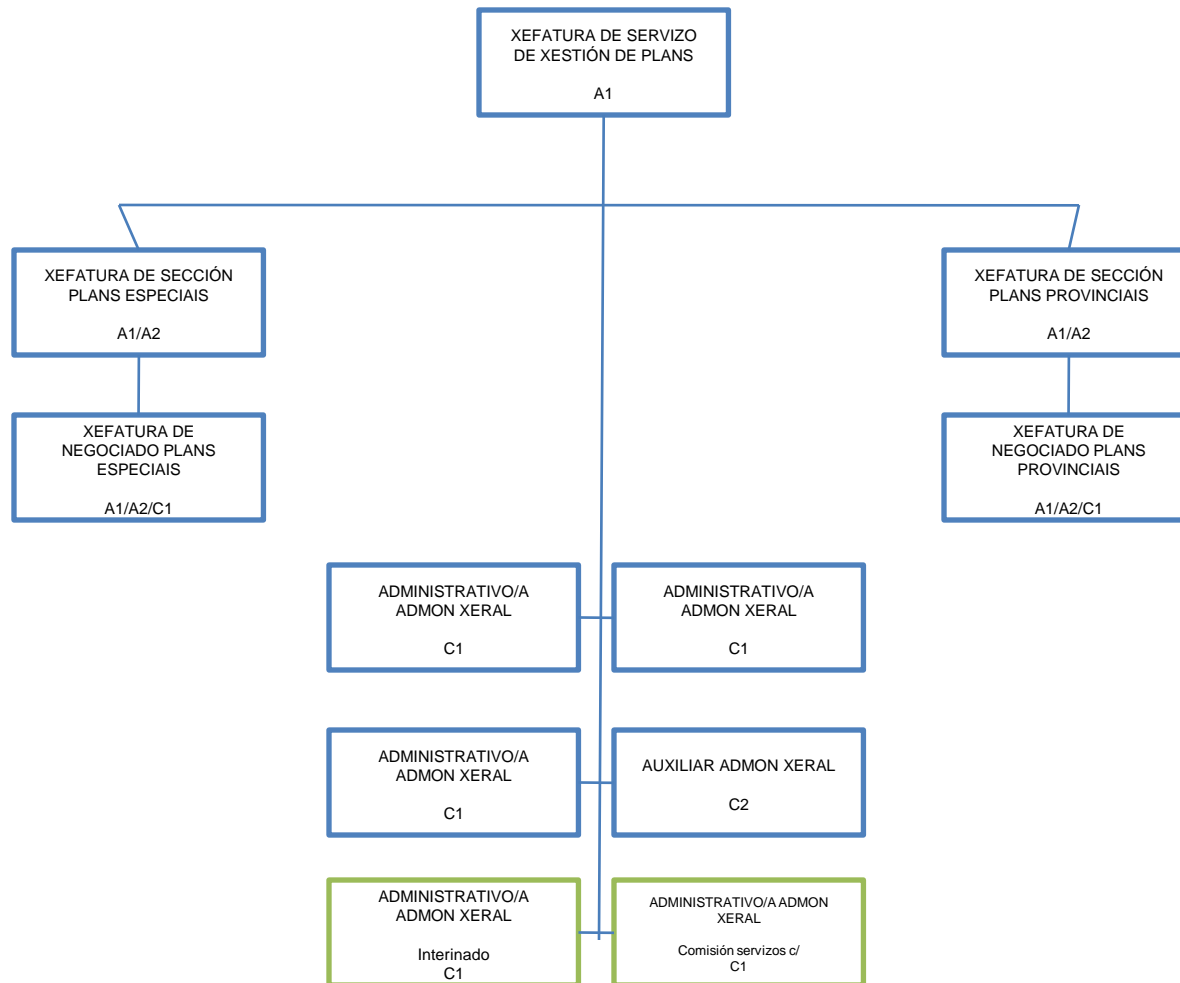 XEFATURA DE SERVIZO
DE XESTIÓN DE PLANS
A1
XEFATURA DE SECCIÓN
PLANS ESPECIAIS
A1/A2
XEFATURA DE SECCIÓN
PLANS PROVINCIAIS
A1/A2
XEFATURA DE
NEGOCIADO PLANS
ESPECIAIS
A1/A2/C1
XEFATURA DE
NEGOCIADO PLANS
PROVINCIAIS
A1/A2/C1
ADMINISTRATIVO/A
ADMON XERAL
C1
ADMINISTRATIVO/A
ADMON XERAL
C1
ADMINISTRATIVO/A
ADMON XERAL
C1
AUXILIAR ADMON XERAL
C2
ADMINISTRATIVO/A
ADMON XERAL
Interinado
C1
ADMINISTRATIVO/A ADMON
XERAL
Comisión servizos c/
C1